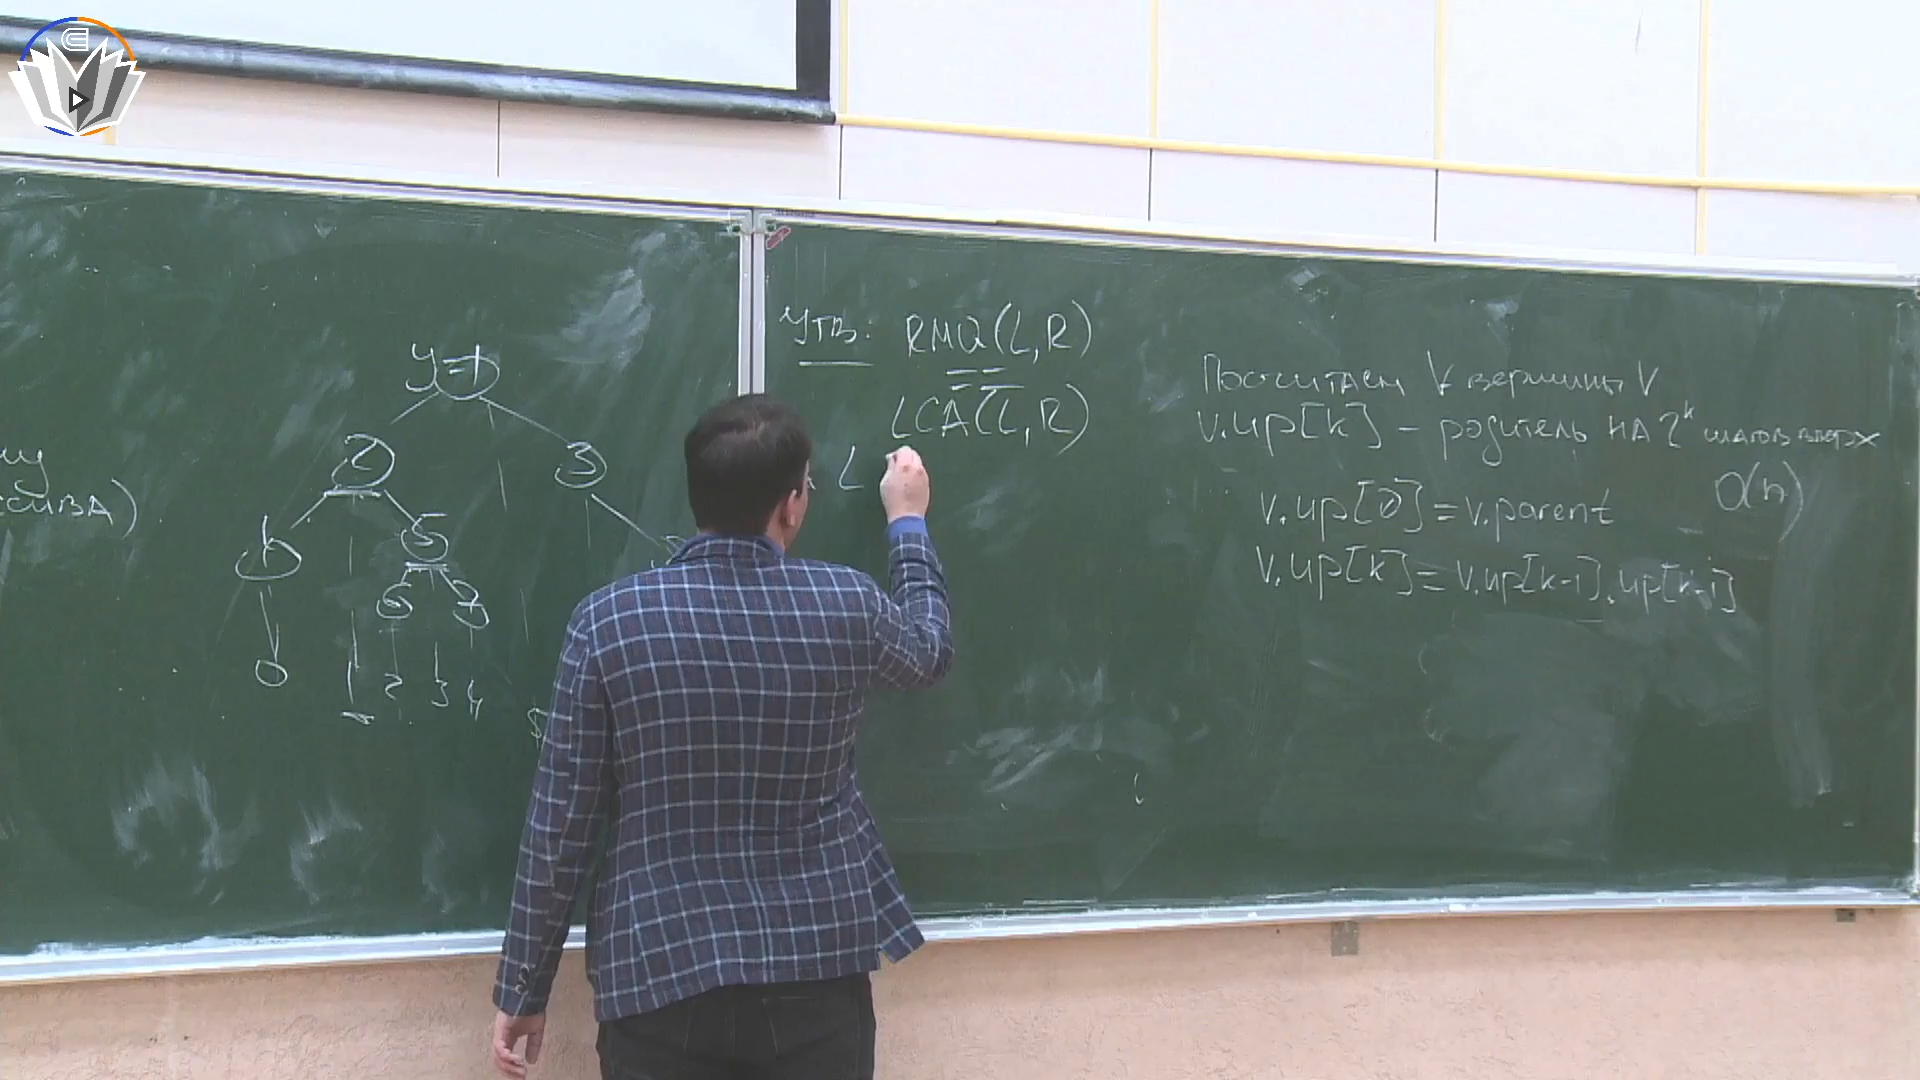 у=1
2
3
5
6 7
0 1 2 3 4 5
Утв: RMQ(L,R)
==
LCA(L,R)
L
Посчитаем ∀ вершины V
v.up[k] - родитель на 2^k шагов вверх
O(n)
v.up[0]=v.parent
v.up[k]=v.up[k-1].up[k-1]